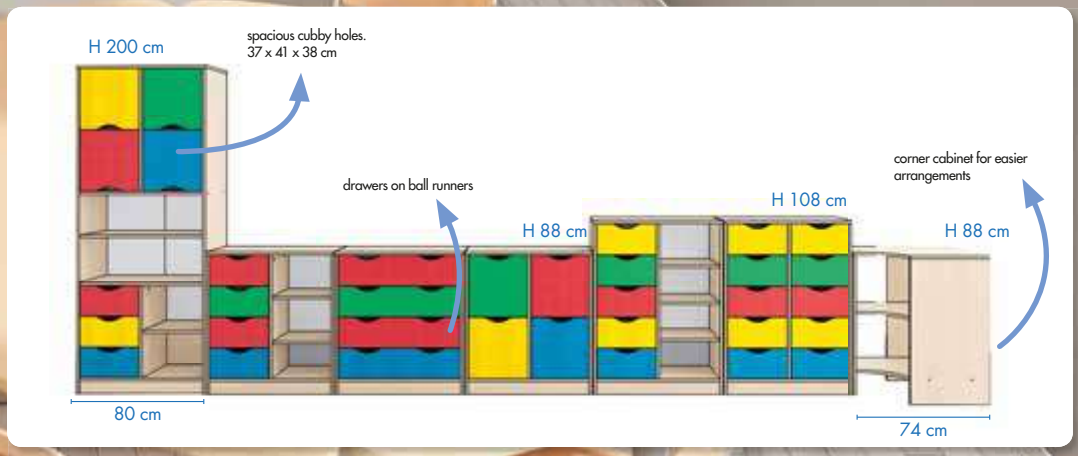 H 200 cm
spacious cubby holes.
37 x 41 x 38 cm
drawers on ball runners
corner cabinet for easier
arrangements
H 88 cm
H 108 cm
H 88 cm
80 cm
74 cm